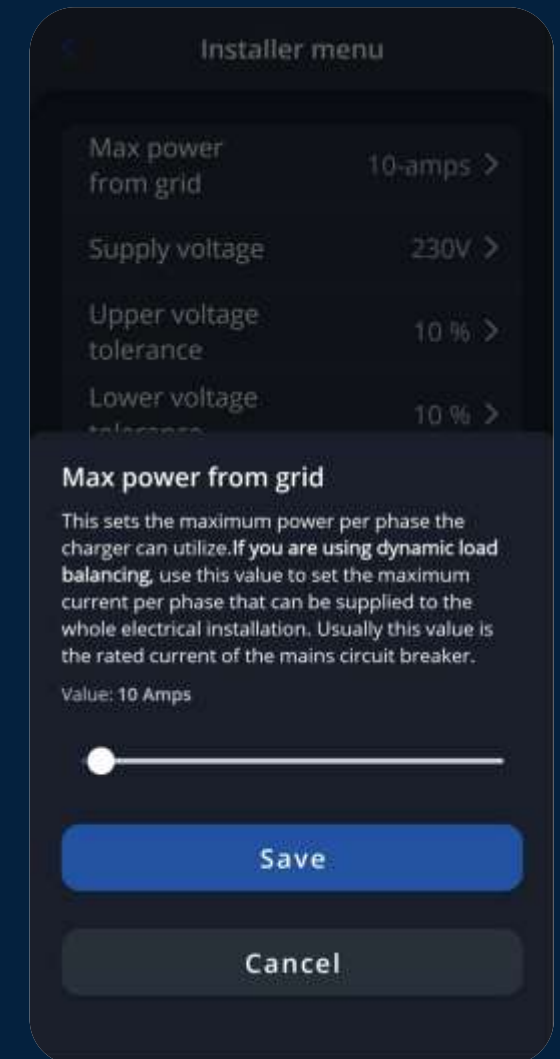 Installer menu
Max power
from grid
10-amps
Supply voltage
230V
Upper voltage
tolerance
10 %
Lower voltage
tolerance
10 %
Max power from grid
This sets the maximum power per phase the
charger can utilize.If you are using dynamic load
balancing, use this value to set the maximum
current per phase that can be supplied to the
whole electrical installation. Usually this value is
the rated current of the mains circuit breaker.
Value: 10 Amps
Save
Cancel